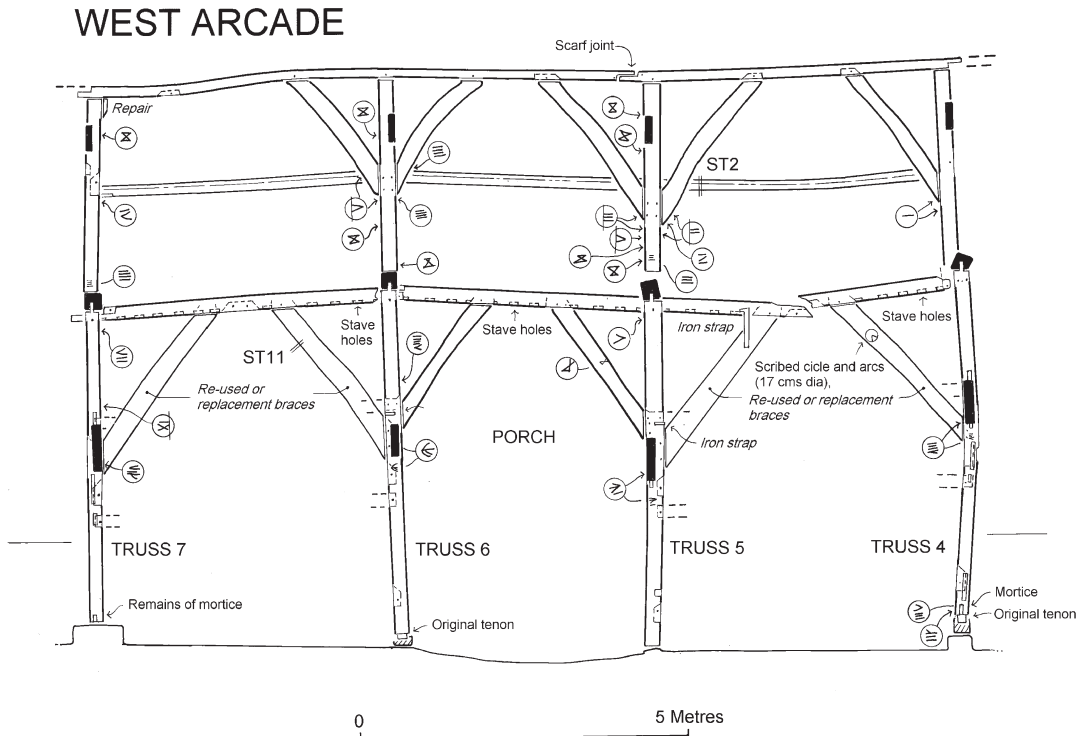 WEST ARCADE
Scarf joint
Repair
ST2
IV
I
Stave
holes
Stave holes
Iron strap
Stave holes
ST11
Scribed cicle and arcs
(17 cms dia),
Re-used or
replacement braces
Re-used or replacement
braces
PORCH
Iron strap
TRUSS 7
TRUSS 6
TRUSS 5
TRUSS 4
Remains of mortice
Original tenon
Mortice
Original tenon
0
5 Metres